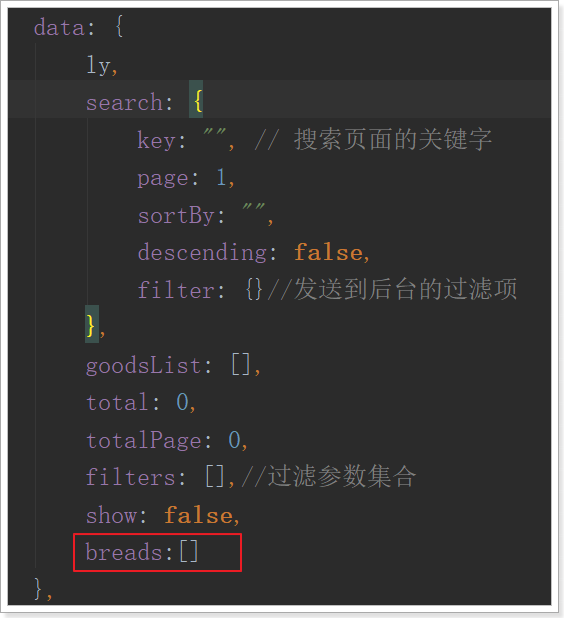 data: {
ly,
search: {
key: "", // 搜索页面的关键字
page: 1,
sortBy: "",
descending: false,
filter: {}//发送到后台的过滤项
},
goodsList: [],
total: 0,
totalPage: 0,
filters: [],//过滤参数集合
show: false,
breads:[]
},